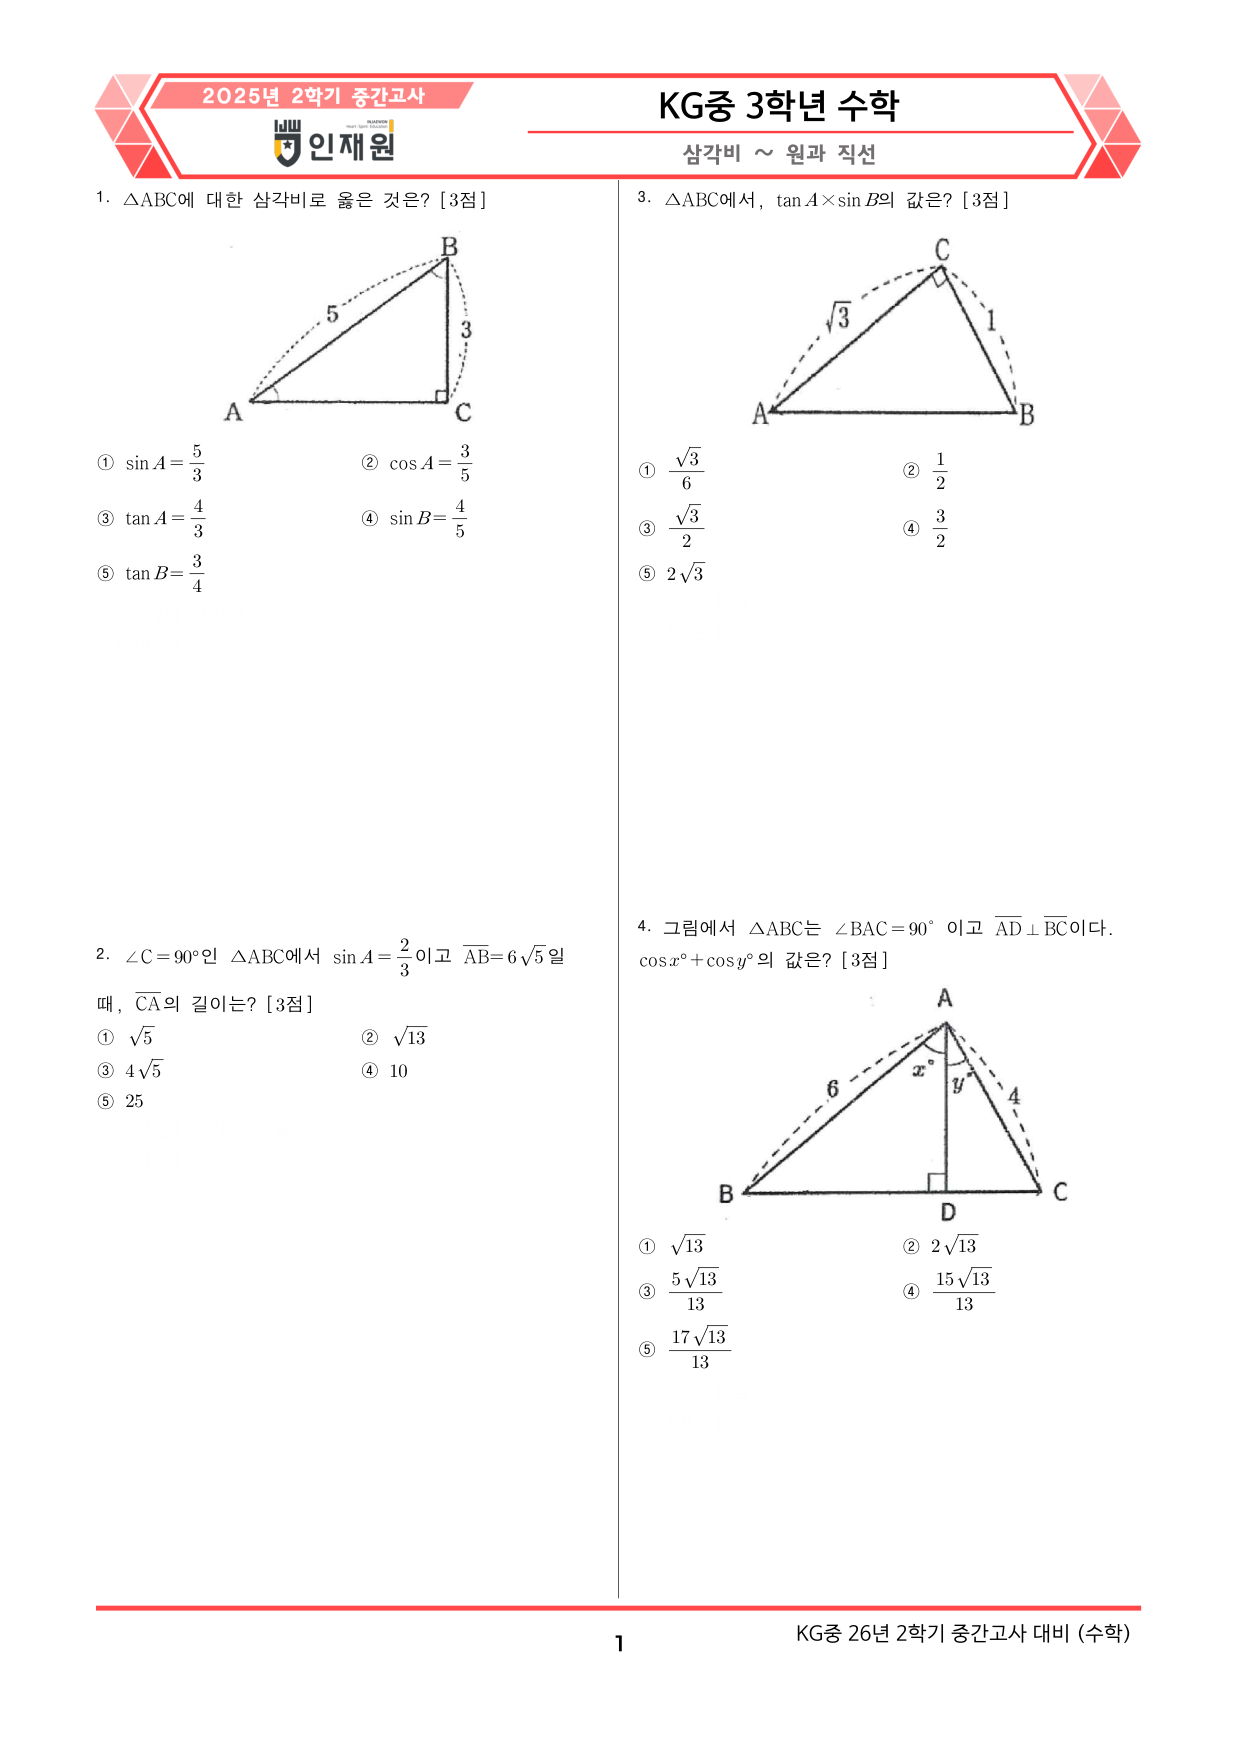 2025년 2학기 중간고사
인재원
KG중 3학년 수학
삼각비 ~ 원과 직선
1. △ABC에 대한 삼각비로 옳은 것은? [3점]
B
5
3
A
C
① sin A = 5/3
② cos A = 3/5
③ tan A = 4/3
④ sin B = 4/5
⑤ tan B = 3/4
2. ∠C = 90°인 △ABC에서 sin A = 2/3 이고 A̅B̅ = 6√5 일
때, C̅A̅의 길이는? [3점]
① √5
② √13
③ 4√5
④ 10
⑤ 25
3. △ABC에서, tan A × sin B의 값은? [3점]
C
√3
1
A
B
① √3/6
② 1/2
③ √3/2
④ 3/2
⑤ 2√3
4. 그림에서 △ABC는 ∠BAC = 90° 이고 A̅D̅ ⊥ B̅C̅이다.
cos x° + cos y°의 값은? [3점]
A
x°
y°
6
4
B
C
D
① √13
② 2√13
③ 5√13/13
④ 15√13/13
⑤ 17√13/13
1
KG중 26년 2학기 중간고사 대비 (수학)